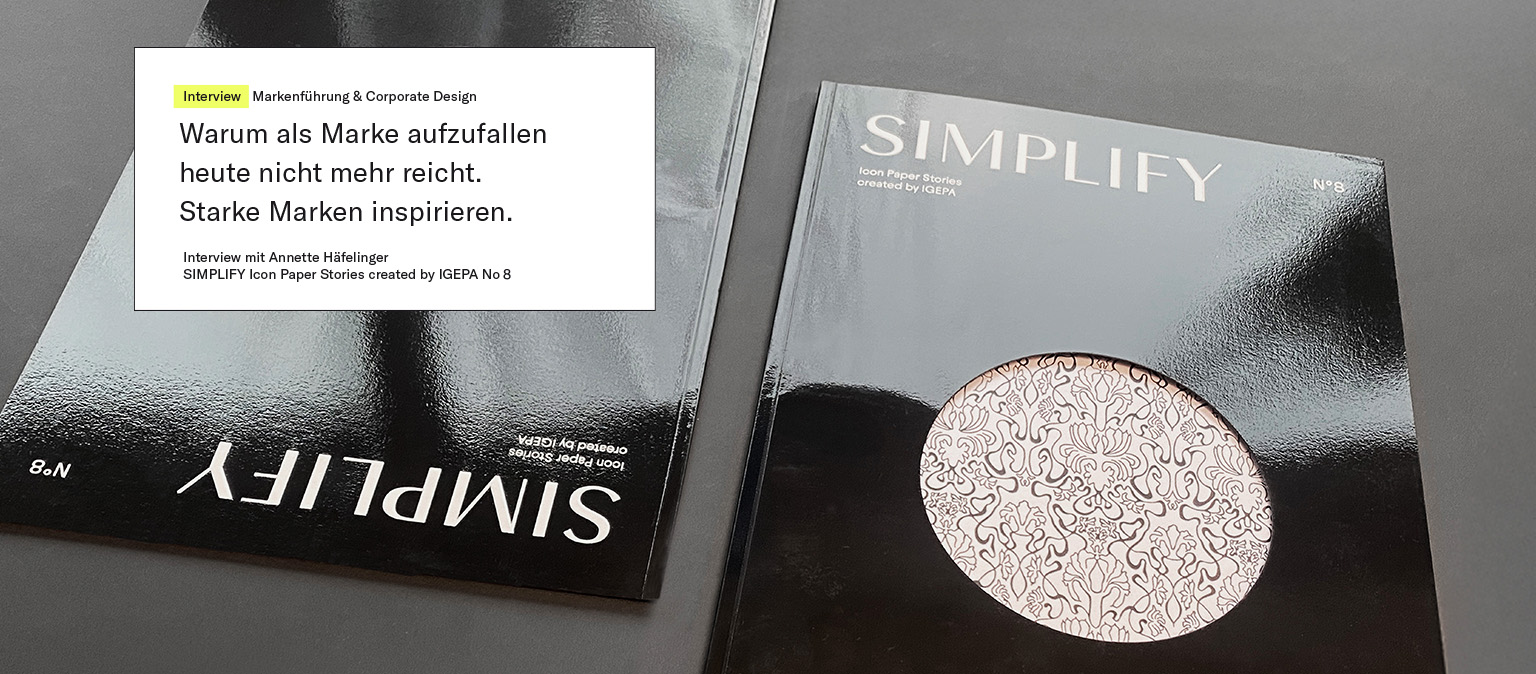 Interview Markenführung & Corporate Design
Warum als Marke aufzufallen
heute nicht mehr reicht.
Starke Marken inspirieren.
Interview mit Annette Häfelinger
SIMPLIFY Icon Paper Stories created by IGEPA No 8
SIMPLIFY
Icon Paper Stories
created by IGEPA
N°8
SIMPLIFY
Icon Paper Stories
created by IGEPA
N°8